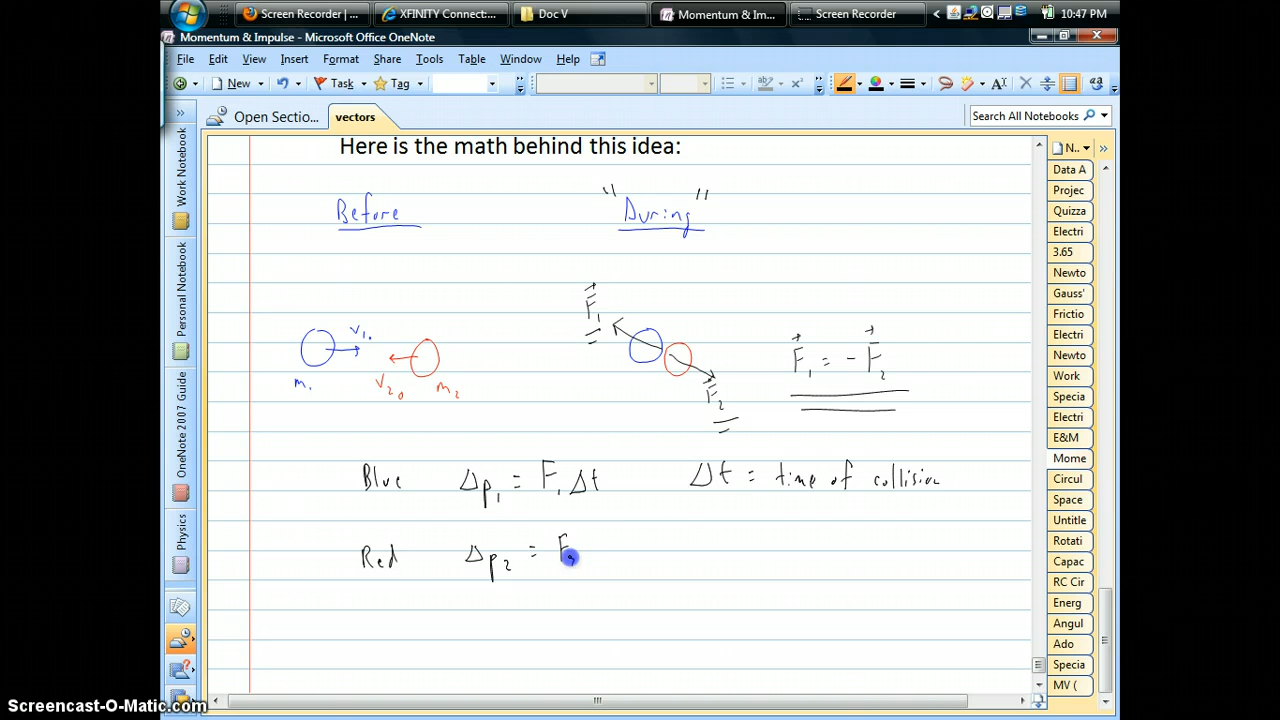 Screen Recorder | ...
XFINITY Connect:...
Doc V
Momentum & Im...
Screen Recorder
10:47 PM
Momentum & Impulse - Microsoft Office OneNote
File Edit View Insert Format Share Tools Table Window Help
New Task Tag
Open Sectio...
vectors
Search All Notebooks
Here is the math behind this idea:
Before
"During"
F₁
v₁₀
m₁
v₂₀
m₂
F₂
F₁ = - F₂
Blue Δp₁ = F₁Δt Δt = time of collision
Red Δp₂ = F₂
Work Notebook
Personal Notebook
OneNote 2007 Guide
Physics
N..
Data A
Projec
Quizza
Electri
3.65
Newto
Gauss'
Frictio
Electri
Newto
Work
Specia
Electri
E&M
Mome
Circul
Space
Untitle
Rotati
Capac
RC Cir
Energ
Angul
Ado
Specia
MV (
Screencast-O-Matic.com